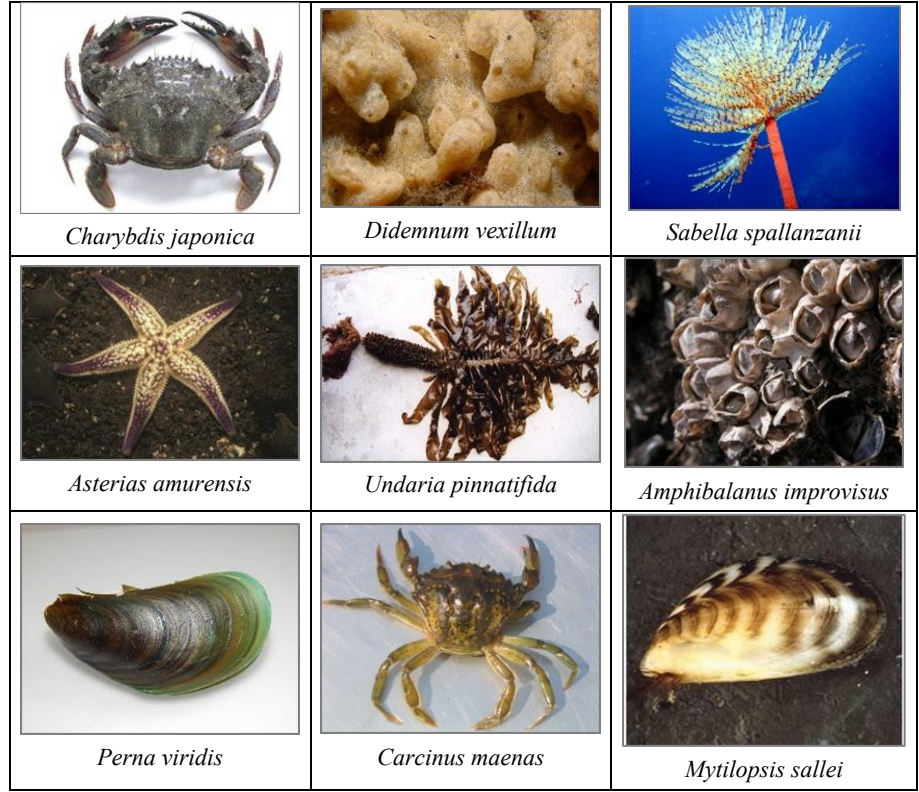 Charybdis japonica
Didemnum vexillum
Sabella spallanzanii
Asterias amurensis
Undaria pinnatifida
Amphibalanus improvisus
Perna viridis
Carcinus maenas
Mytilopsis sallei